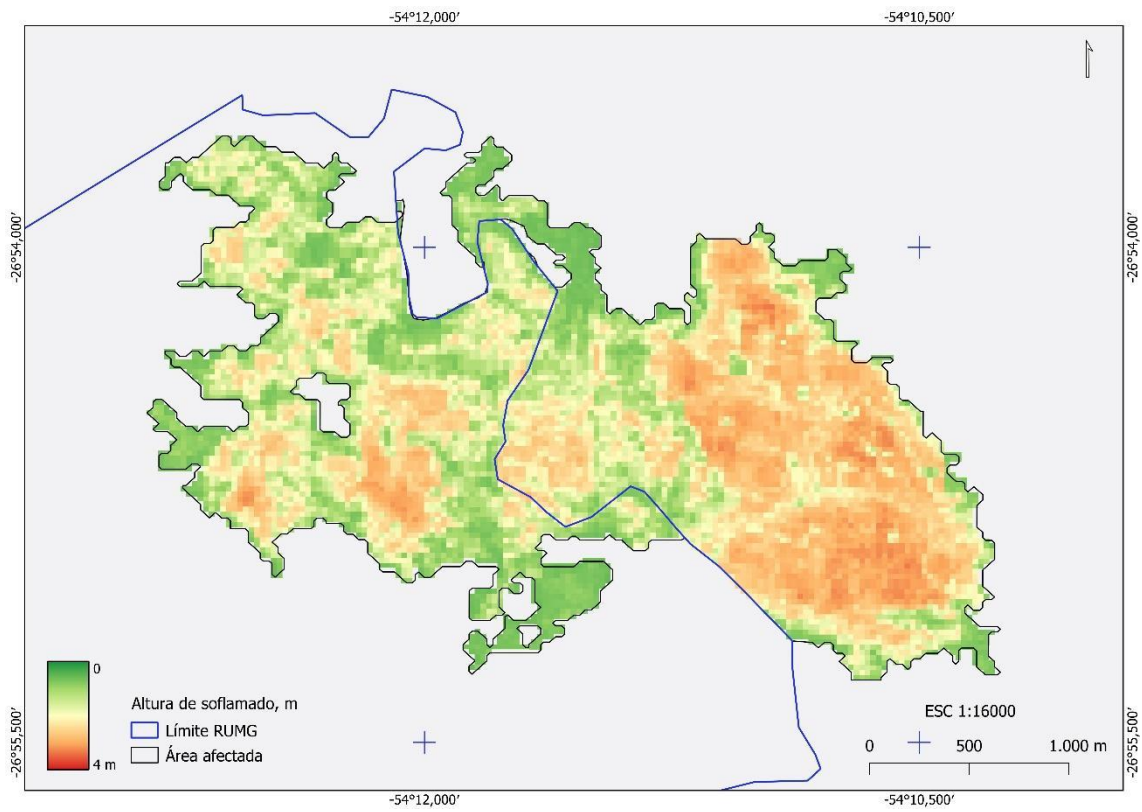 -54°12,000’
-54°10,500’
-26°54,000’
-26°54,000’
0
4 m
Altura de soflamado, m
Límite RUMG
Área afectada
ESC 1:16000
0
500
1.000 m
-26°55,500’
-26°55,500’
-54°12,000’
-54°10,500’